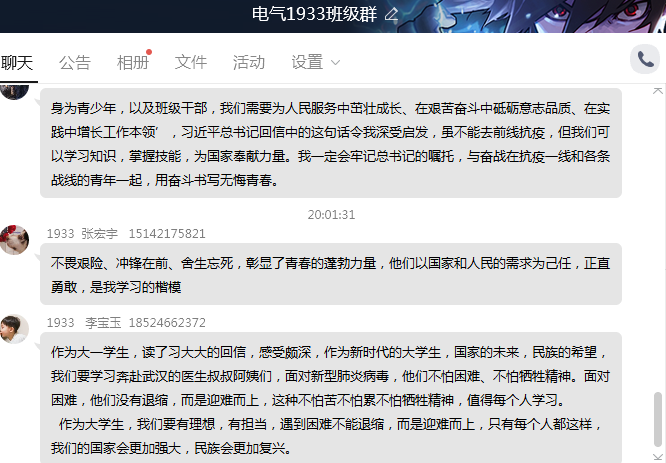 电气1933班级群
聊天 公告 相册 文件 活动 设置
身为青少年，以及班级干部，我们需要为人民服务中茁壮成长、在艰苦奋斗中砥砺意志品质、在实
践中增长工作本领’，习近平总书记回信中的这句话令我深受启发，虽不能去前线抗疫，但我们可
以学习知识，掌握技能，为国家奉献力量。我一定会牢记总书记的嘱托，与奋战在抗疫一线和各条
战线的青年一起，用奋斗书写无悔青春。
20:01:31
1933 张宏宇 15142175821
不畏艰险、冲锋在前、舍生忘死，彰显了青春的蓬勃力量，他们以国家和人民的需求为己任，正直
勇敢，是我学习的楷模
1933 李宝玉 18524662372
作为大一学生，读了习大大的回信，感受颇深，作为新时代的大学生，国家的未来，民族的希望，
我们要学习奔赴武汉的医生叔叔阿姨们，面对新型肺炎病毒，他们不怕困难、不怕牺牲精神。面对
困难，他们没有退缩，而是迎难而上，这种不怕苦不怕累不怕牺牲精神，值得每个人学习。
作为大学生，我们要有理想，有担当，遇到困难不能退缩，而是迎难而上，只有每个人都这样，
我们的国家会更加强大，民族会更加复兴。